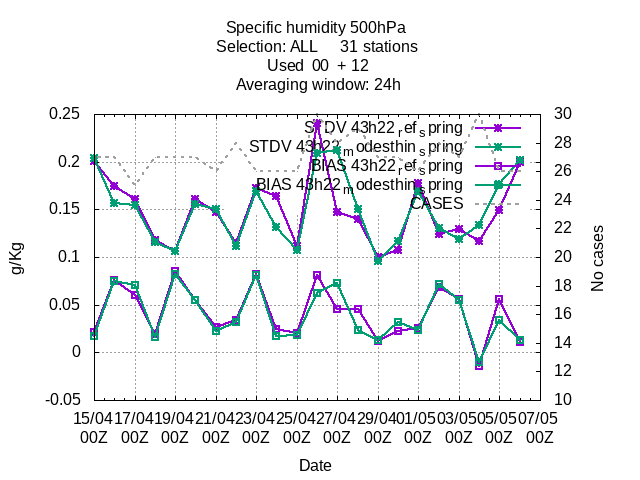 Specific humidity 500hPa
Selection: ALL 31 stations
Used 00 + 12
Averaging window: 24h
0.25
0.2
0.15
0.1
0.05
0
-0.05
30
28
26
24
22
20
18
16
14
12
10
g/Kg
No cases
STDV 43h22_ref_spring
STDV 43h22_modesthin_spring
BIAS 43h22_ref_spring
BIAS 43h22_modesthin_spring
CASES
15/04 17/04 19/04 21/04 23/04 25/04 27/04 29/04 01/05 03/05 05/05 07/05
00Z 00Z 00Z 00Z 00Z 00Z 00Z 00Z 00Z 00Z 00Z 00Z
Date